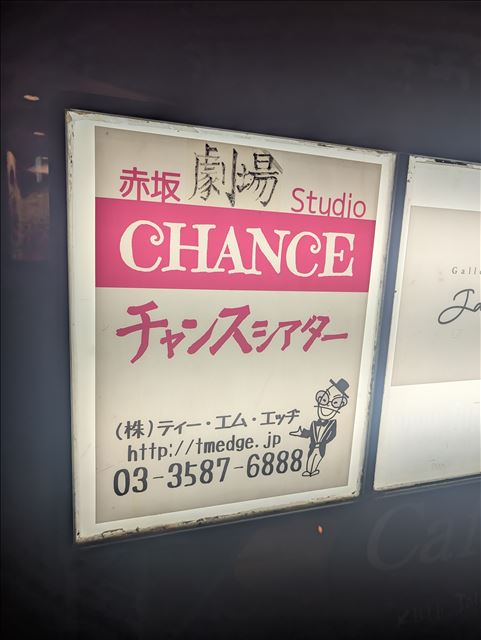 赤坂 劇場 Studio
CHANCE
チャンスシアター
(株)ティー・エム・エッヂ
http://tmedge.jp
03-3587-6888